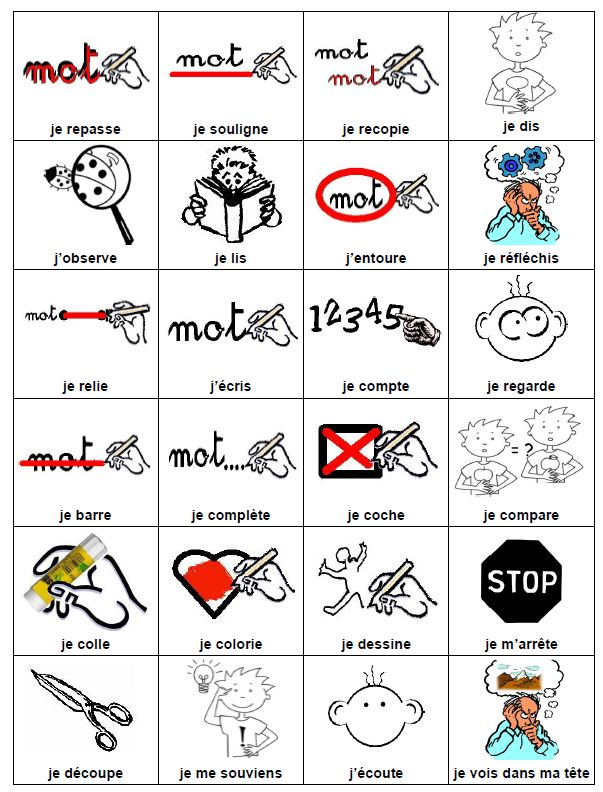 mot
mot
mot
mot
je repasse
je souligne
je recopie
je dis
mot
j'observe
je lis
j'entoure
je réfléchis
mot
mot
12345
je relie
j'écris
je compte
je regarde
mot
mot....
= ?
je barre
je complète
je coche
je compare
STOP
je colle
je colorie
je dessine
je m'arrête
!
je découpe
je me souviens
j'écoute
je vois dans ma tête